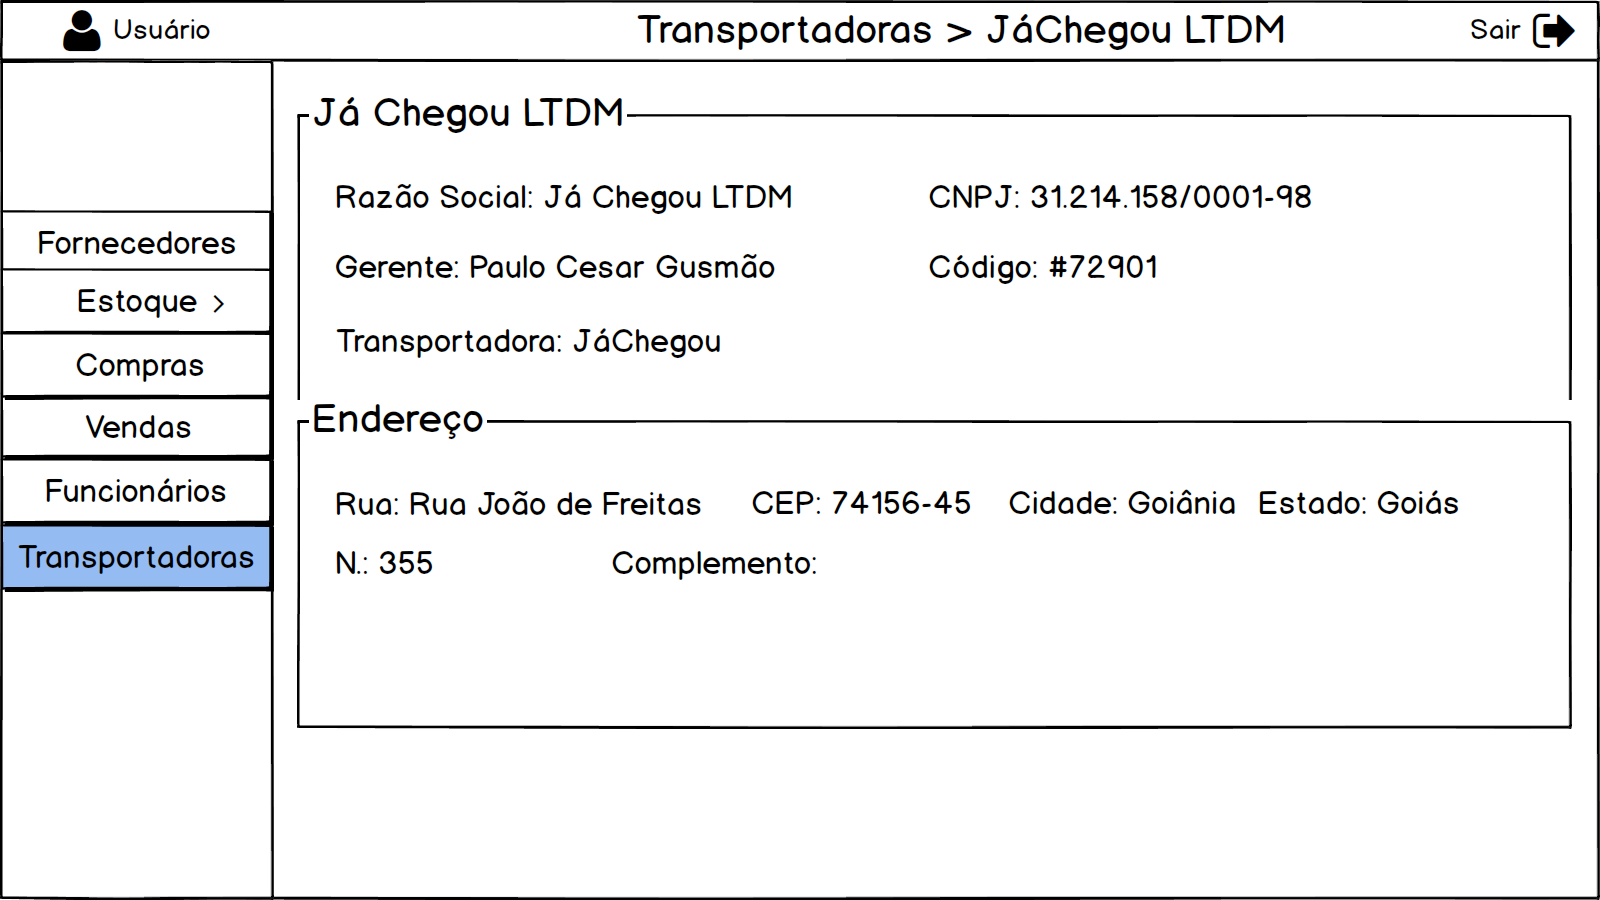 Usuário
Transportadoras > JáChegou LTDM
Sair
Fornecedores
Estoque >
Compras
Vendas
Funcionários
Transportadoras
Já Chegou LTDM
Razão Social: Já Chegou LTDM
CNPJ: 31.214.158/0001-98
Gerente: Paulo Cesar Gusmão
Código: #72901
Transportadora: JáChegou
Endereço
Rua: Rua João de Freitas
CEP: 74156-45
Cidade: Goiânia
Estado: Goiás
N.: 355
Complemento: